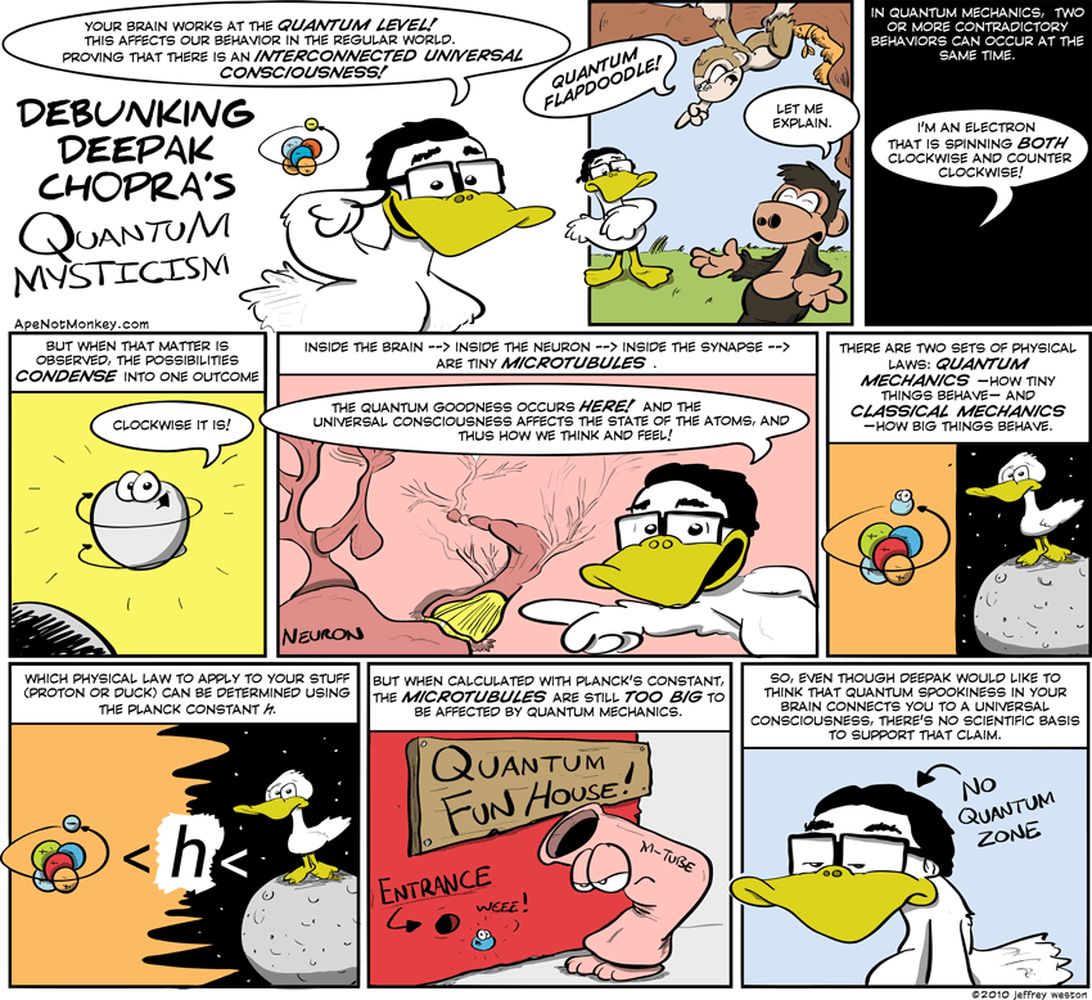 YOUR BRAIN WORKS AT THE QUANTUM LEVEL!
THIS AFFECTS OUR BEHAVIOR IN THE REGULAR WORLD.
PROVING THAT THERE IS AN INTERCONNECTED UNIVERSAL
CONSCIOUSNESS!
DEBUNKING
DEEPAK
CHOPRA'S
QUANTUM
MYSTICISM
ApeNotMonkey.com
QUANTUM
FLAPDOODLE!
LET ME
EXPLAIN.
IN QUANTUM MECHANICS, TWO
OR MORE CONTRADICTORY
BEHAVIORS CAN OCCUR AT THE
SAME TIME.
I'M AN ELECTRON
THAT IS SPINNING BOTH
CLOCKWISE AND COUNTER
CLOCKWISE!
BUT WHEN THAT MATTER IS
OBSERVED, THE POSSIBILITIES
CONDENSE INTO ONE OUTCOME
CLOCKWISE IT IS!
INSIDE THE BRAIN --> INSIDE THE NEURON --> INSIDE THE SYNAPSE -->
ARE TINY MICROTUBULES .
THE QUANTUM GOODNESS OCCURS HERE! AND THE
UNIVERSAL CONSCIOUSNESS AFFECTS THE STATE OF THE ATOMS, AND
THUS HOW WE THINK AND FEEL!
NEURON
THERE ARE TWO SETS OF PHYSICAL
LAWS: QUANTUM
MECHANICS —HOW TINY
THINGS BEHAVE— AND
CLASSICAL MECHANICS
—HOW BIG THINGS BEHAVE.
WHICH PHYSICAL LAW TO APPLY TO YOUR STUFF
(PROTON OR DUCK) CAN BE DETERMINED USING
THE PLANCK CONSTANT h.
< h <
BUT WHEN CALCULATED WITH PLANCK'S CONSTANT,
THE MICROTUBULES ARE STILL TOO BIG TO
BE AFFECTED BY QUANTUM MECHANICS.
QUANTUM
FUN HOUSE!
M-TUBE
ENTRANCE
WEEE!
SO, EVEN THOUGH DEEPAK WOULD LIKE TO
THINK THAT QUANTUM SPOOKINESS IN YOUR
BRAIN CONNECTS YOU TO A UNIVERSAL
CONSCIOUSNESS, THERE'S NO SCIENTIFIC BASIS
TO SUPPORT THAT CLAIM.
NO
QUANTUM
ZONE
©2010 jeffrey weston